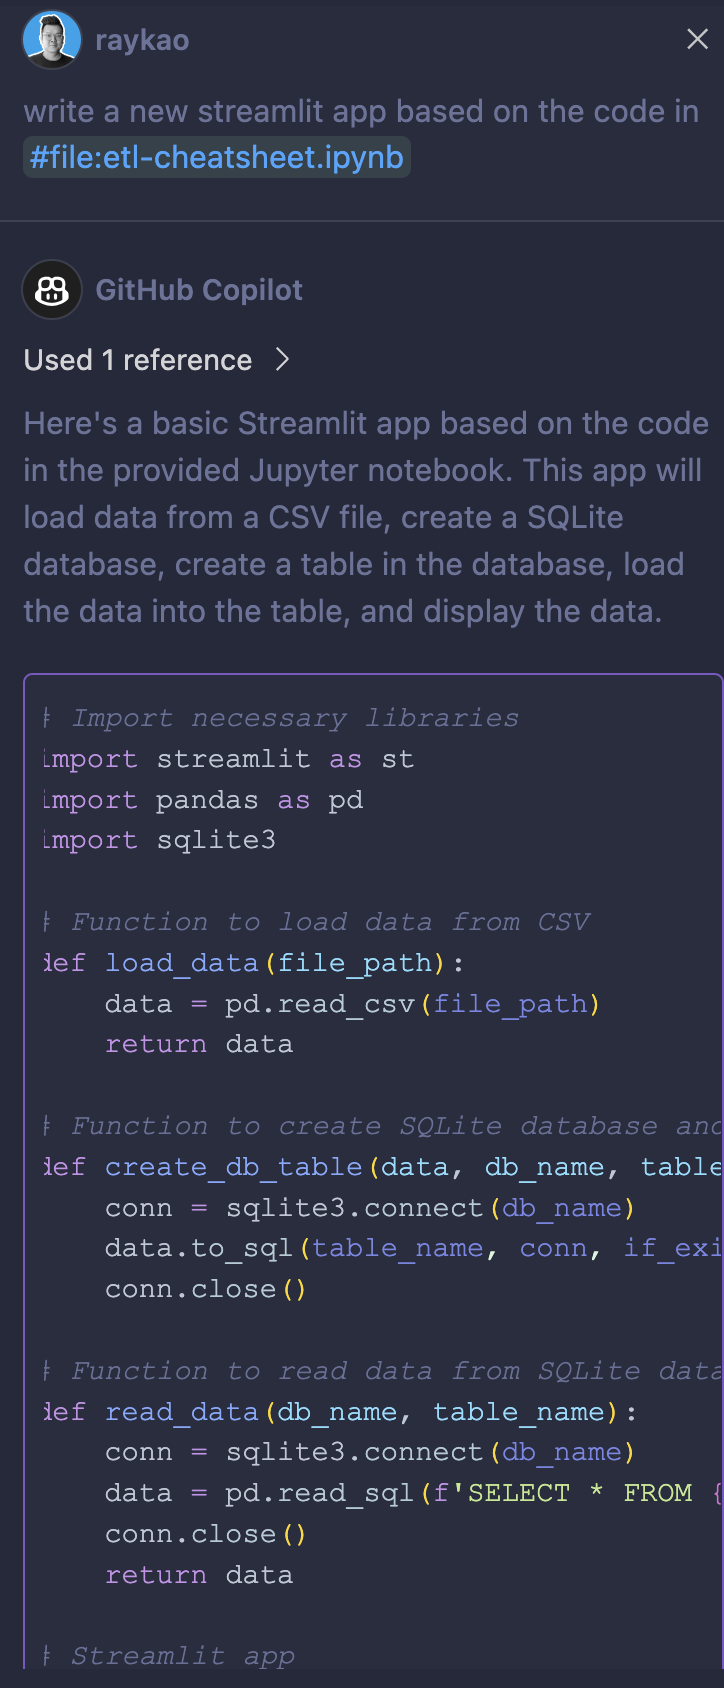 raykao
write a new streamlit app based on the code in
#file:etl-cheatsheet.ipynb
GitHub Copilot
Used 1 reference
Here's a basic Streamlit app based on the code
in the provided Jupyter notebook. This app will
load data from a CSV file, create a SQLite
database, create a table in the database, load
the data into the table, and display the data.
# Import necessary libraries
import streamlit as st
import pandas as pd
import sqlite3
# Function to load data from CSV
def load_data(file_path):
    data = pd.read_csv(file_path)
    return data
# Function to create SQLite database and
def create_db_table(data, db_name, table
    conn = sqlite3.connect(db_name)
    data.to_sql(table_name, conn, if_exi
    conn.close()
# Function to read data from SQLite data
def read_data(db_name, table_name):
    conn = sqlite3.connect(db_name)
    data = pd.read_sql(f'SELECT * FROM {
    conn.close()
    return data
# Streamlit app